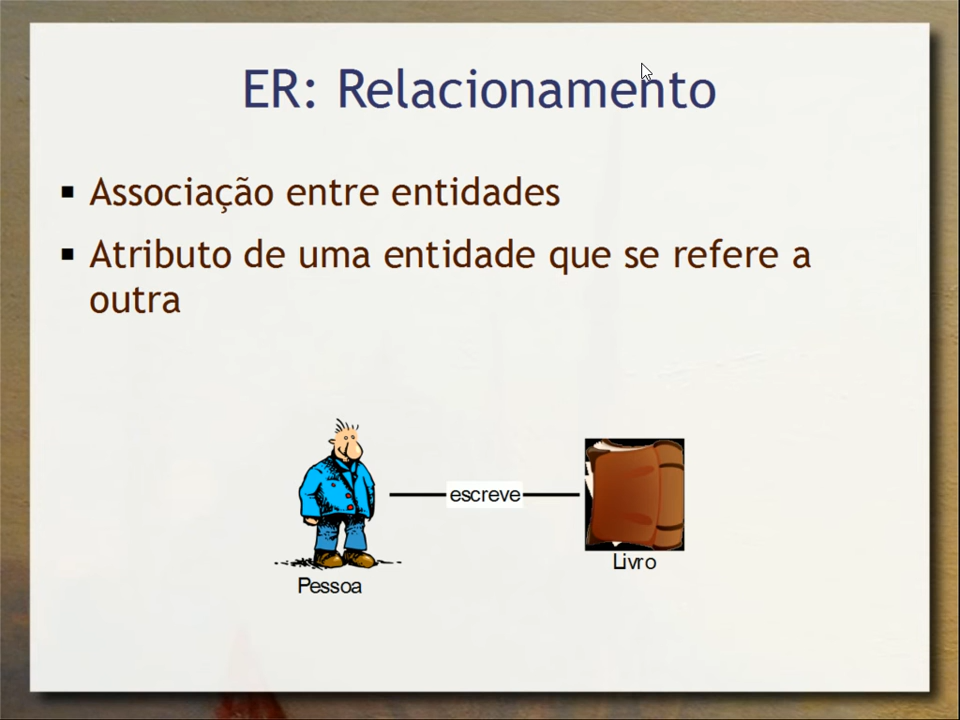 ER: Relacionamento
▪ Associação entre entidades
▪ Atributo de uma entidade que se refere a
outra
escreve
Livro
Pessoa